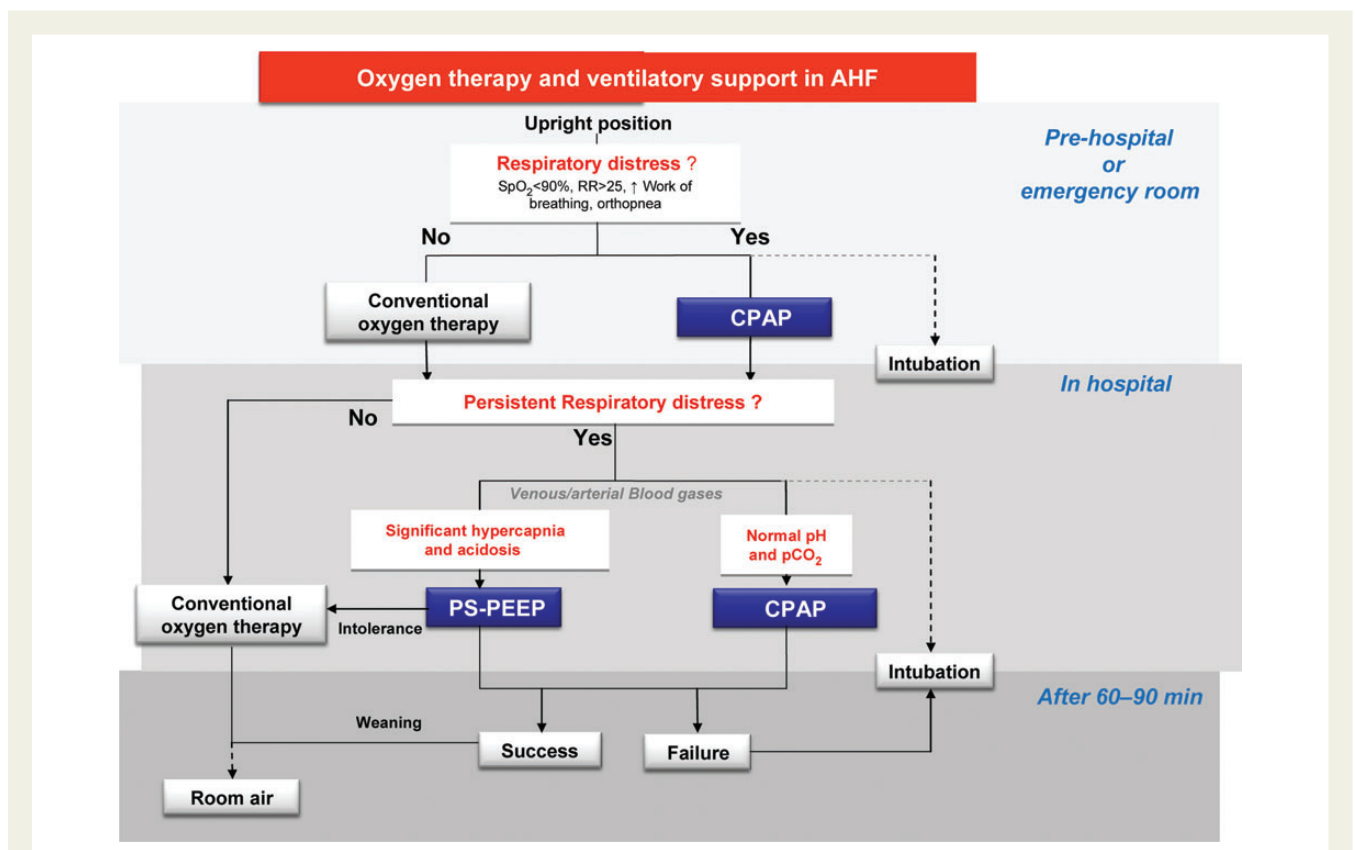 Oxygen therapy and ventilatory support in AHF
Upright position
Pre-hospital
or
emergency room
Respiratory distress ?
SpO₂<90%, RR>25, ↑ Work of
breathing, orthopnea
No
Yes
Conventional
oxygen therapy
CPAP
Intubation
In hospital
Persistent Respiratory distress ?
No
Yes
Venous/arterial Blood gases
Significant hypercapnia
and acidosis
Normal pH
and pCO₂
Conventional
oxygen therapy
Intolerance
PS-PEEP
CPAP
Intubation
After 60–90 min
Weaning
Success
Failure
Room air